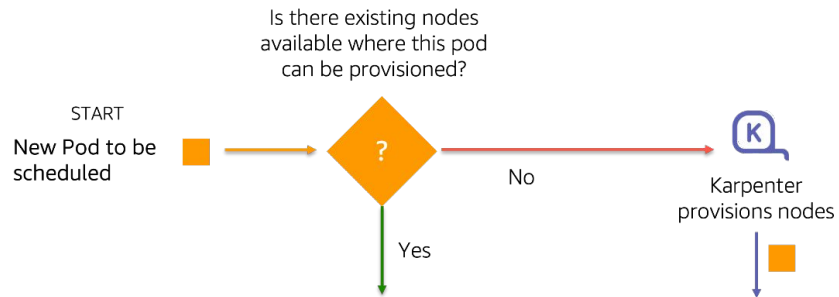 Is there existing nodes
available where this pod
can be provisioned?
START
New Pod to be
scheduled
?
No
K
Karpenter
provisions nodes
Yes